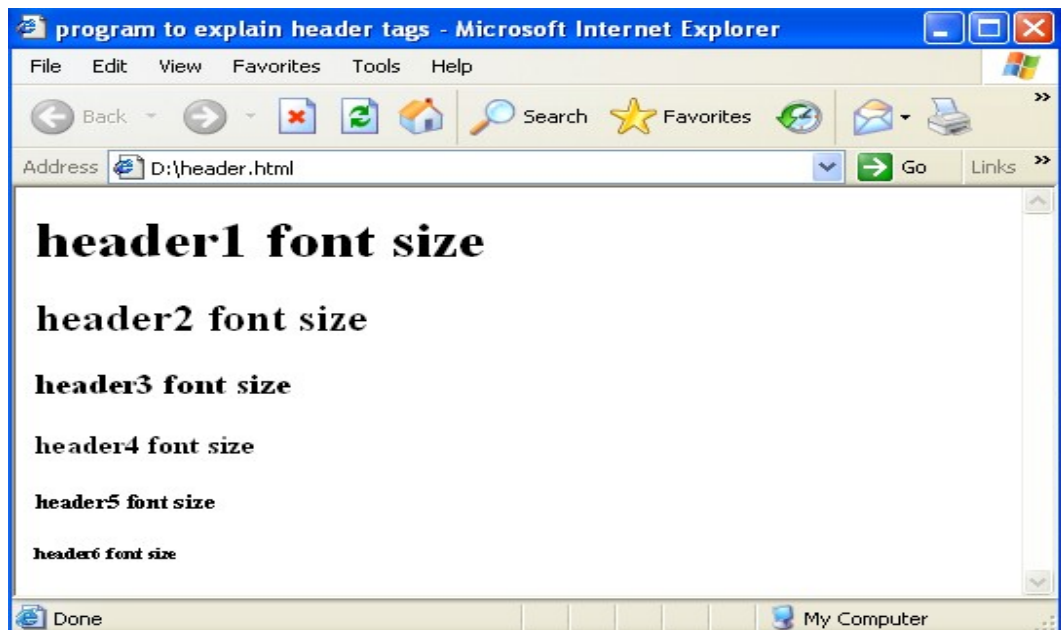 program to explain header tags - Microsoft Internet Explorer
File Edit View Favorites Tools Help
Back Search Favorites »
Address D:\header.html Go Links »
header1 font size
header2 font size
header3 font size
header4 font size
header5 font size
header6 font size
Done My Computer